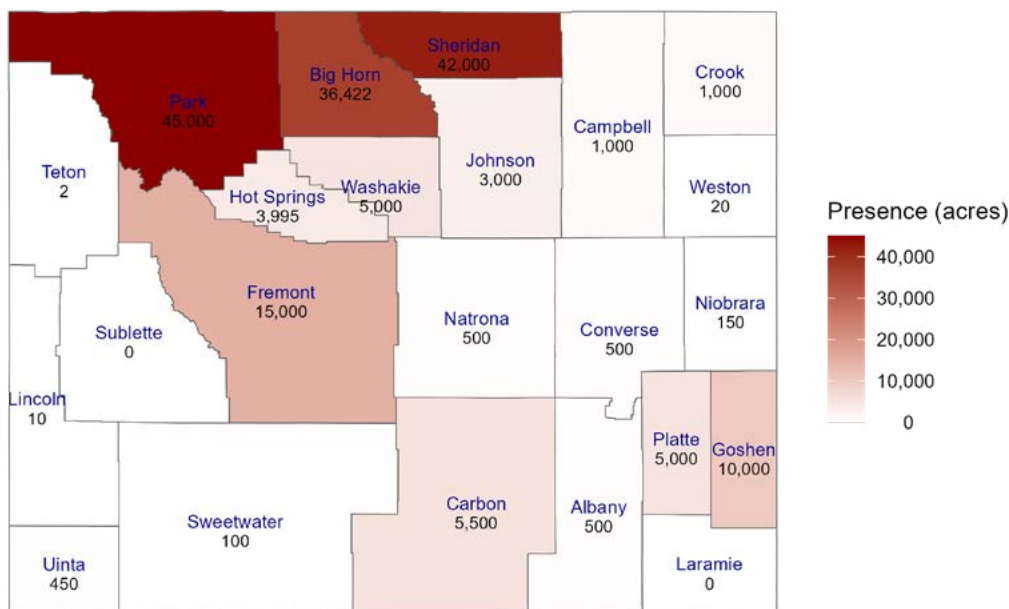 Sheridan
42,000
Big Horn
36,422
Park
45,000
Crook
1,000
Campbell
1,000
Johnson
3,000
Teton
2
Hot Springs
3,995
Washakie
5,000
Weston
20
Fremont
15,000
Sublette
0
Natrona
500
Converse
500
Niobrara
150
Lincoln
10
Platte
5,000
Goshen
10,000
Carbon
5,500
Albany
500
Sweetwater
100
Uinta
450
Laramie
0
Presence (acres)
40,000
30,000
20,000
10,000
0